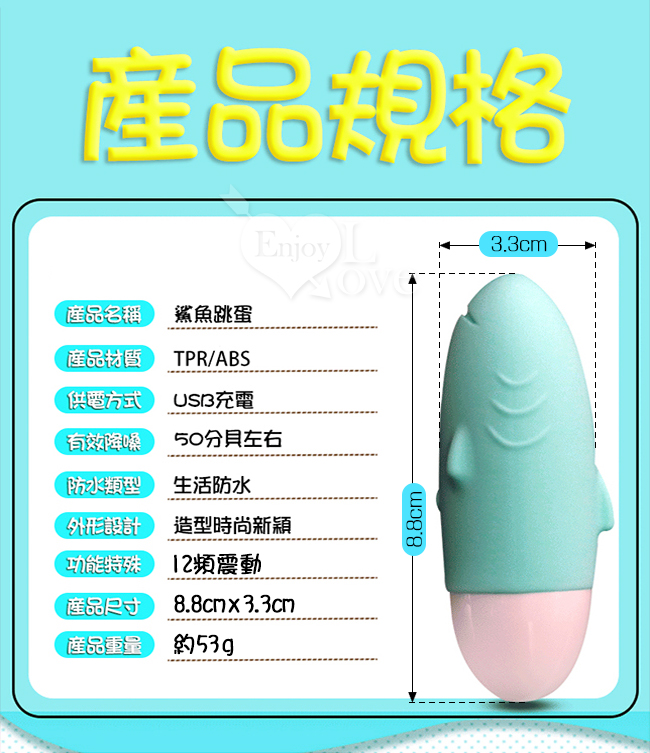 產品規格
Enjoy Love
3.3cm
產品名稱 鯊魚跳蛋
產品材質 TPR/ABS
供電方式 USB充電
有效降噪 50分貝左右
防水類型 生活防水
8.8cm
外形設計 造型時尚新穎
功能特殊 12頻震動
產品尺寸 8.8cmx3.3cm
產品重量 約53g